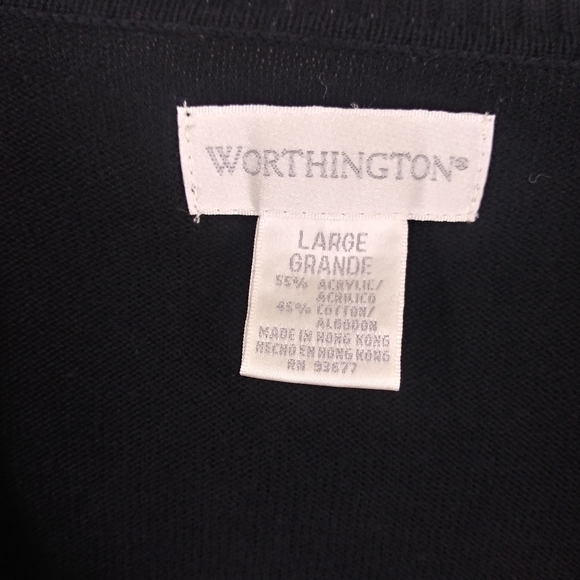 WORTHINGTON®
LARGE
GRANDE
55% ACRYLIC/
ACRILICO
45% COTTON/
ALGODON
MADE IN HONG KONG
HECHO EN HONG KONG
RN 93677